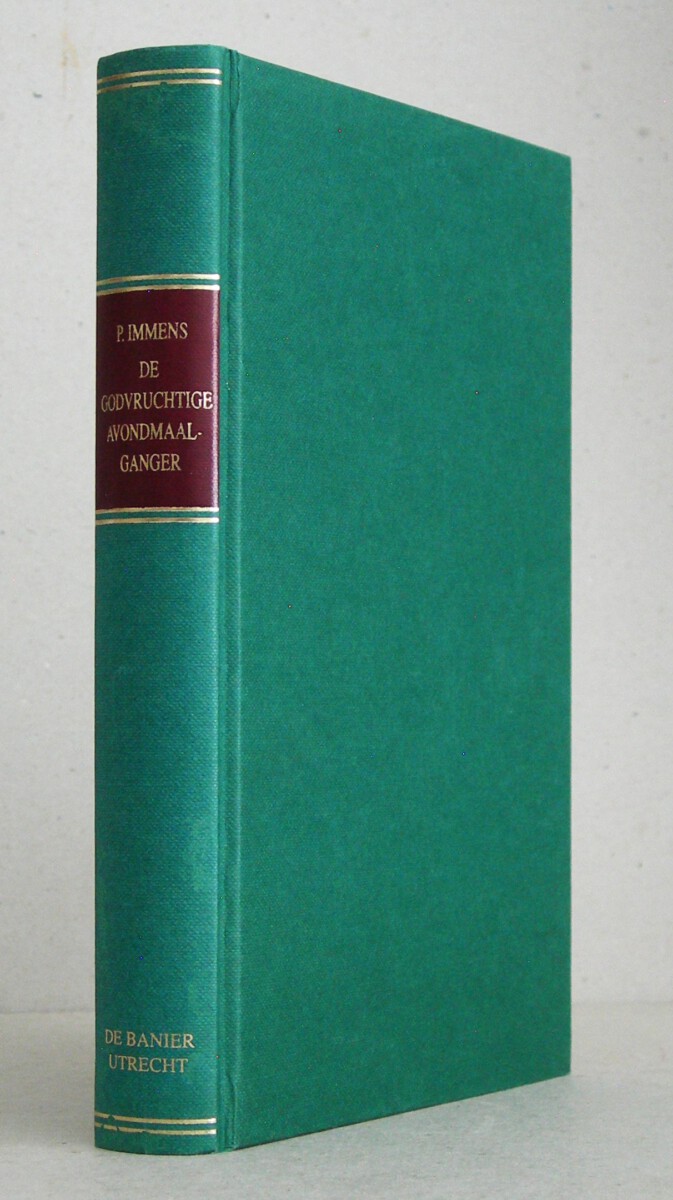 P. IMMENS
DE
GODVRUCHTIGE
AVONDMAAL-
GANGER
DE BANIER
UTRECHT